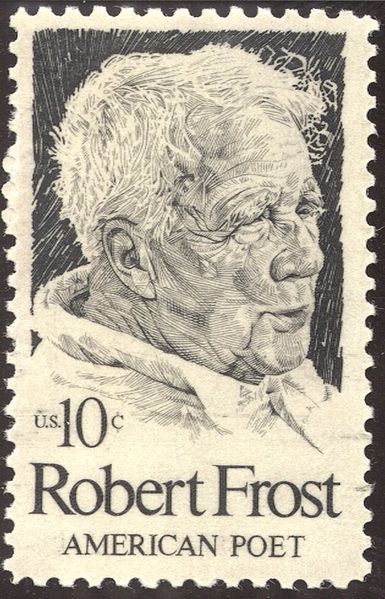 U.S. 10¢
Robert Frost
AMERICAN POET